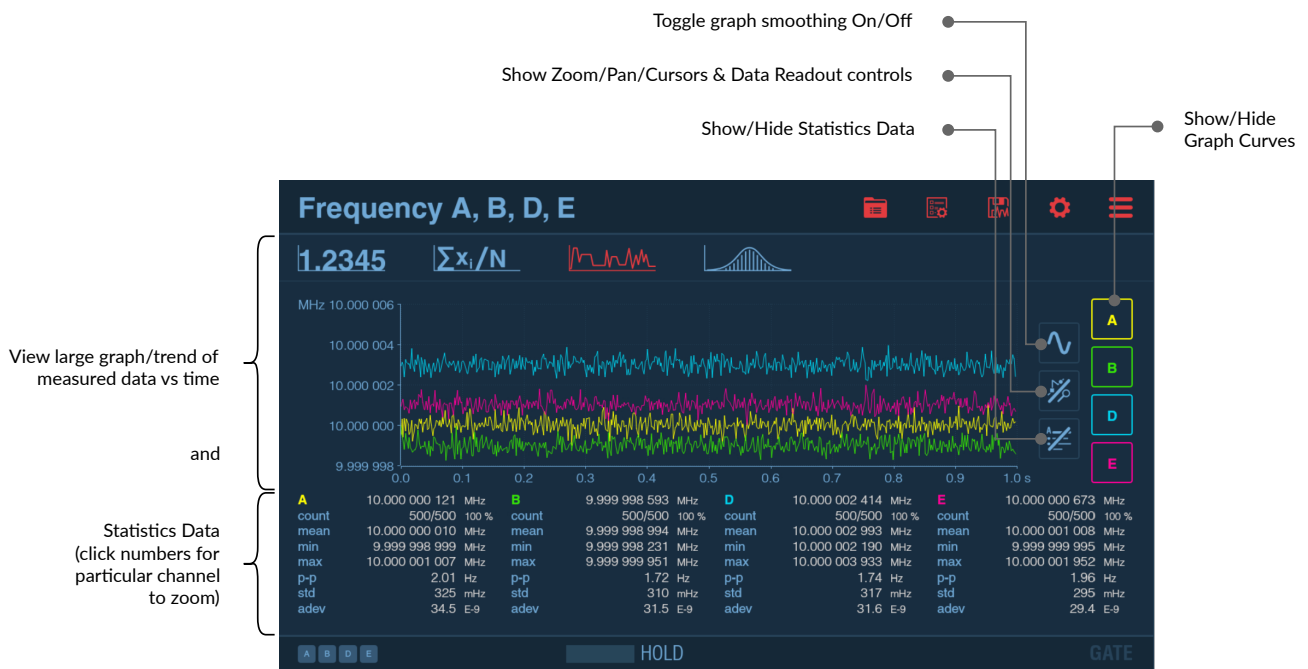 Toggle graph smoothing On/Off
Show Zoom/Pan/Cursors & Data Readout controls
Show/Hide Statistics Data
Show/Hide
Graph Curves
Frequency A, B, D, E
1.2345 Σxᵢ/N
View large graph/trend of
measured data vs time
and
Statistics Data
(click numbers for
particular channel
to zoom)
MHz 10.000 006
10.000 004
10.000 002
10.000 000
9.999 998
0.0 0.1 0.2 0.3 0.4 0.5 0.6 0.7 0.8 0.9 1.0 s
A
B
D
E
A 10.000 000 121 MHz B 9.999 998 593 MHz D 10.000 002 414 MHz E 10.000 000 673 MHz
count 500/500 100 % count 500/500 100 % count 500/500 100 % count 500/500 100 %
mean 10.000 000 010 MHz mean 9.999 998 994 MHz mean 10.000 002 993 MHz mean 10.000 001 008 MHz
min 9.999 998 999 MHz min 9.999 998 231 MHz min 10.000 002 190 MHz min 9.999 999 995 MHz
max 10.000 001 007 MHz max 9.999 999 951 MHz max 10.000 003 933 MHz max 10.000 001 952 MHz
p-p 2.01 Hz p-p 1.72 Hz p-p 1.74 Hz p-p 1.96 Hz
std 325 mHz std 310 mHz std 317 mHz std 295 mHz
adev 34.5 E-9 adev 31.5 E-9 adev 31.6 E-9 adev 29.4 E-9
A B D E HOLD GATE